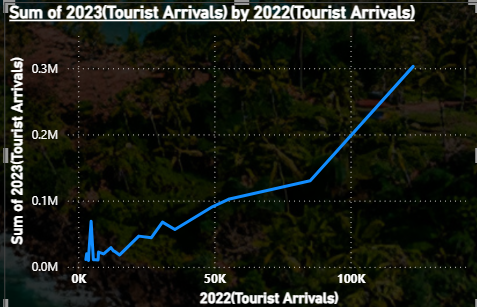 Sum of 2023(Tourist Arrivals) by 2022(Tourist Arrivals)
Sum of 2023(Tourist Arrivals)
0.3M
0.2M
0.1M
0.0M
0K
50K
100K
2022(Tourist Arrivals)